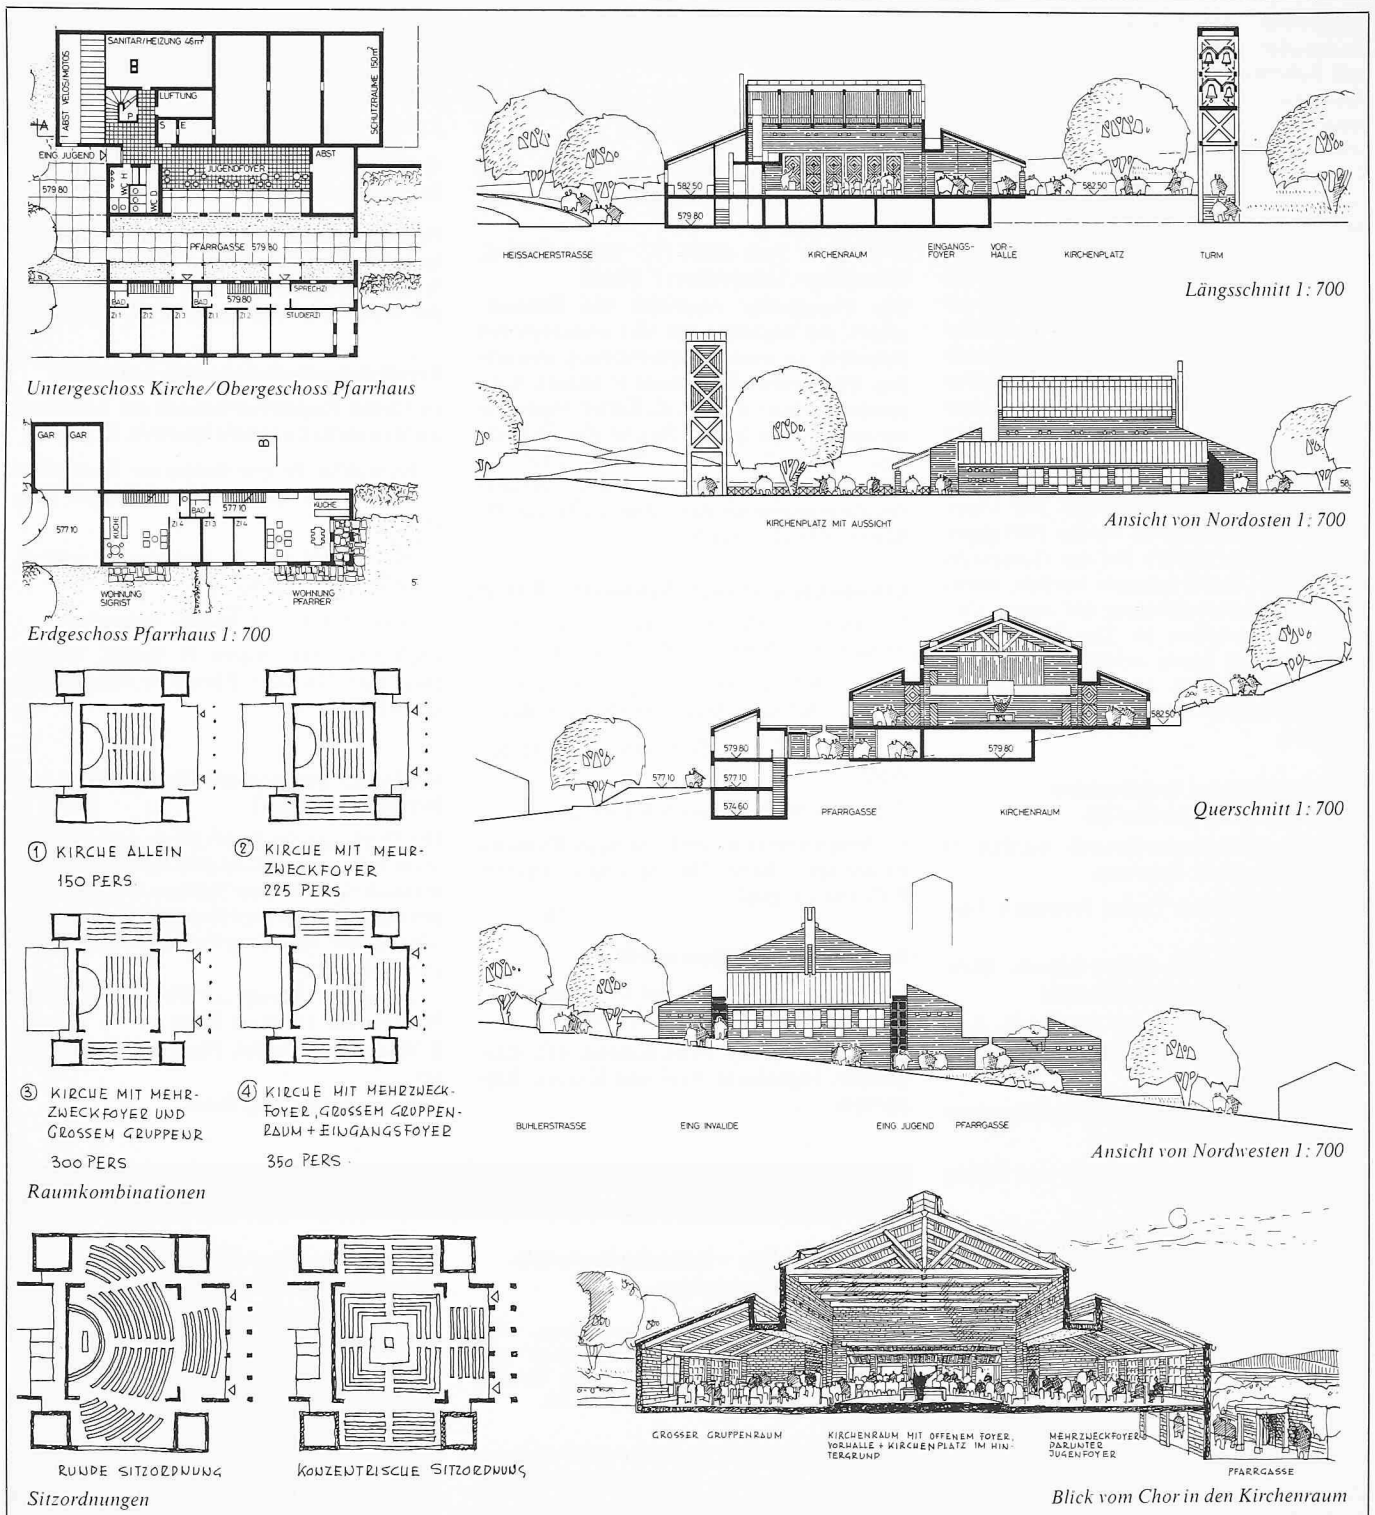 SANITÄR/HEIZUNG 46m²
ABST VELOS/MOTOS
LÜFTUNG
SCHUTZRÄUME 150m²
P
S E
A
EING JUGEND
WC H
WC D
JUGENDFOYER
ABST
579.80
PFARRGASSE 579.80
BAD
BAD
579.80
SPRECHZI
ZI 1 ZI 2 ZI 3 ZI 1 ZI 2
STUDIERZI
Untergeschoss Kirche/Obergeschoss Pfarrhaus
GAR GAR
B
577.10
KÜCHE
ZI 4
BAD
577.10
ZI 3 ZI 4
KÜCHE
WOHNUNG
SIGRIST
WOHNUNG
PFARRER
Erdgeschoss Pfarrhaus 1:700
1 KIRCHE ALLEIN
150 PERS.
2 KIRCHE MIT MEHR-
ZWECKFOYER
225 PERS
3 KIRCHE MIT MEHR-
ZWECKFOYER UND
GROSSEM GRUPPENR
300 PERS
4 KIRCHE MIT MEHRZWECK-
FOYER, GROSSEM GRUPPEN-
RAUM + EINGANGSFOYER
350 PERS.
Raumkombinationen
RUNDE SITZORDNUNG
KONZENTRISCHE SITZORDNUNG
Sitzordnungen
582.50
579.80
582.50
HEISSACHERSTRASSE
KIRCHENRAUM
EINGANGS-
FOYER
VOR-
HALLE
KIRCHENPLATZ
TURM
Längsschnitt 1:700
58
KIRCHENPLATZ MIT AUSSICHT
Ansicht von Nordosten 1:700
582.50
579.80
579.80
577.10
577.10
574.60
PFARRGASSE
KIRCHENRAUM
Querschnitt 1:700
BUHLERSTRASSE
EING INVALIDE
EING JUGEND
PFARRGASSE
Ansicht von Nordwesten 1:700
GROSSER GRUPPENRAUM
KIRCHENRAUM MIT OFFENEM FOYER,
VORHALLE + KIRCHENPLATZ IM HIN-
TERGRUND
MEHRZWECKFOYER
DARUNTER
JUGENFOYER
PFARRGASSE
Blick vom Chor in den Kirchenraum